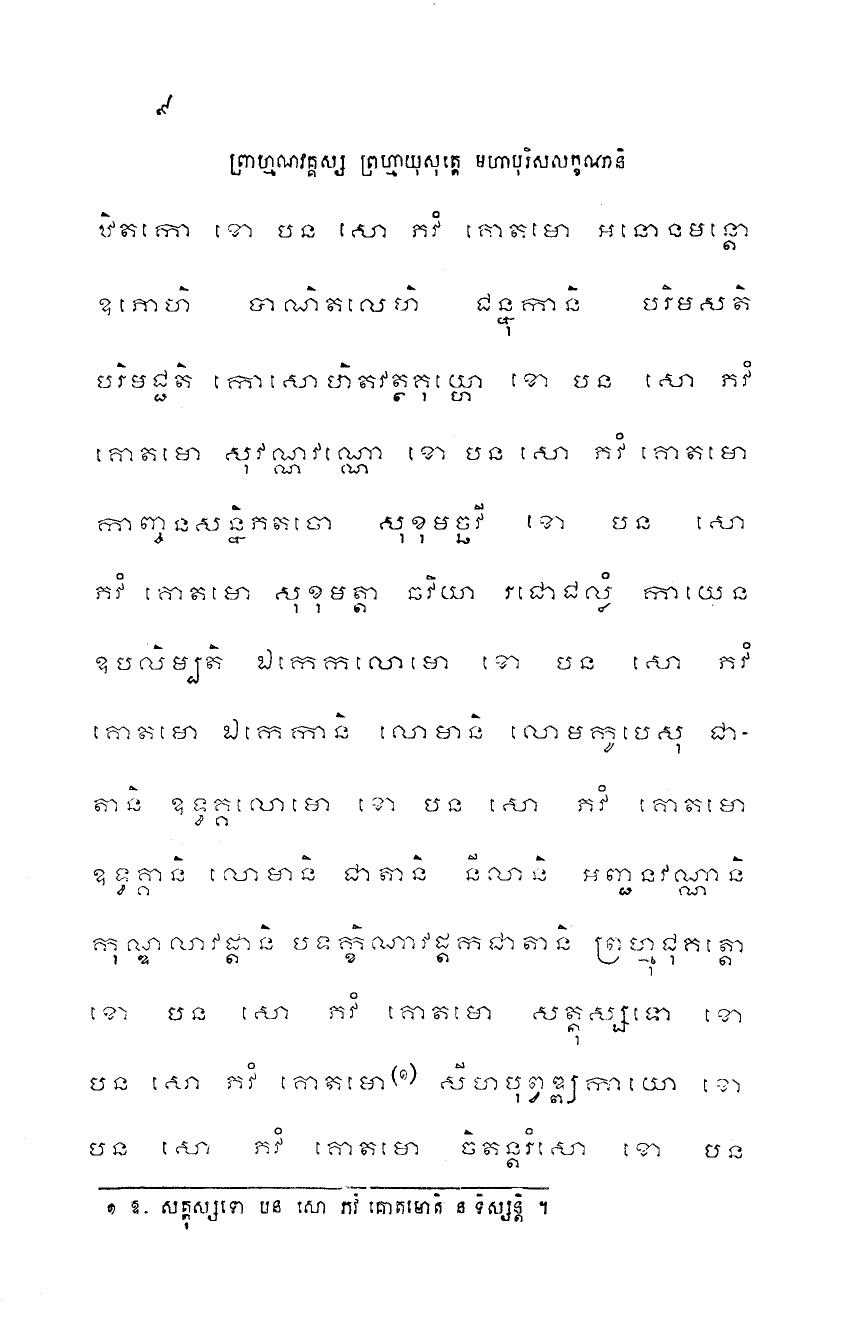 ៩
ព្រាហ្មណវគ្គស្ស ព្រហ្មាយុសុត្តេ មហាបុរិសលក្ខណានិ
ឋិតកោ ខោ បន សោ ភវំ គោតមោ អនោនមន្តោ
ឧភោហិ បាណិតលេហិ ជន្នុកានិ បរិមសតិ
បរិមជ្ជតិ កោសោហិតវត្ថគុយ្ហោ ខោ បន សោ ភវំ
គោតមោ សុវណ្ណវណ្ណោ ខោ បន សោ ភវំ គោតមោ
កាញ្ចនសន្និភតចោ សុខុមច្ឆវី ខោ បន សោ
ភវំ គោតមោ សុខុមត្តា ឆវិយា រជោជល្លំ កាយេ ន
ឧបលិម្បតិ ឯកេកលោមោ ខោ បន សោ ភវំ
គោតមោ ឯកេកានិ លោមានិ លោមកូបេសុ ជា-
តានិ ឧទ្ធគ្គលោមោ ខោ បន សោ ភវំ គោតមោ
ឧទ្ធគ្គានិ លោមានិ ជាតានិ នីលានិ អញ្ជនវណ្ណានិ
កុណ្ឌលាវដ្តានិ បទក្ខិណាវដ្តកជាតានិ ព្រហ្មុជុគត្តោ
ខោ បន សោ ភវំ គោតមោ សត្តុស្សទោ ខោ
បន សោ ភវំ គោតមោ(១) សីហបុព្វឌ្ឍកាយោ ខោ
បន សោ ភវំ គោតមោ ចិតន្តរំសោ ខោ បន
១ ឱ. សត្តុស្សទោ បន សោ ភវំ គោតមោតិ ន ទិស្សន្តិ ។